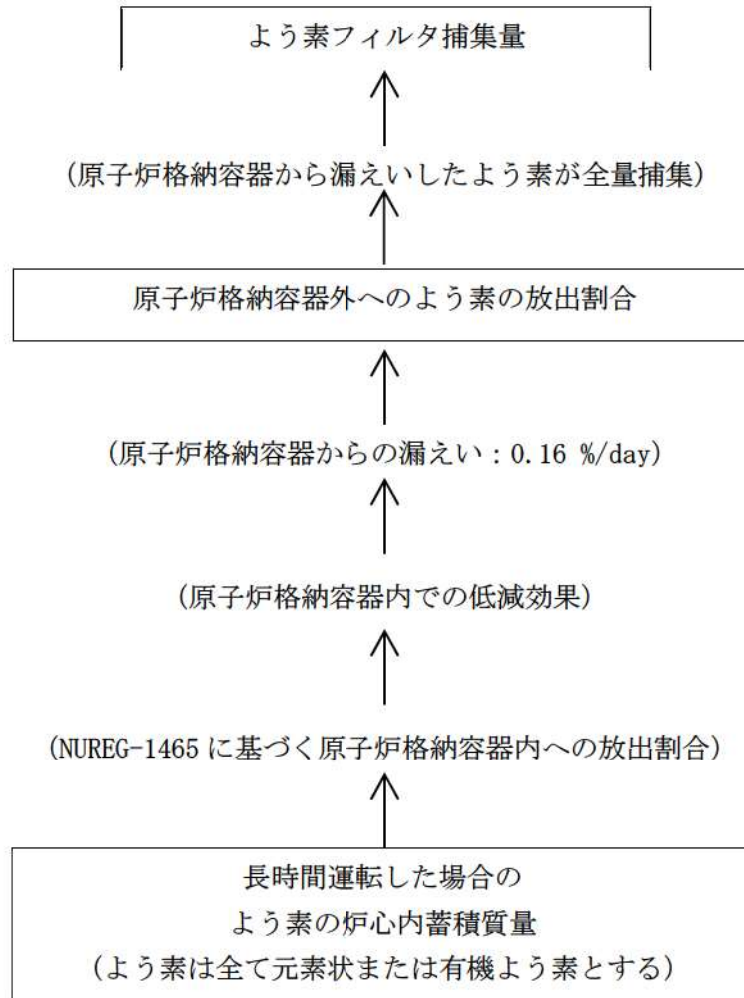 よう素フィルタ捕集量
(原子炉格納容器から漏えいしたよう素が全量捕集)
原子炉格納容器外へのよう素の放出割合
(原子炉格納容器からの漏えい：0.16 %/day)
(原子炉格納容器内での低減効果)
(NUREG-1465 に基づく原子炉格納容器内への放出割合)
長時間運転した場合の
よう素の炉心内蓄積質量
(よう素は全て元素状または有機よう素とする)